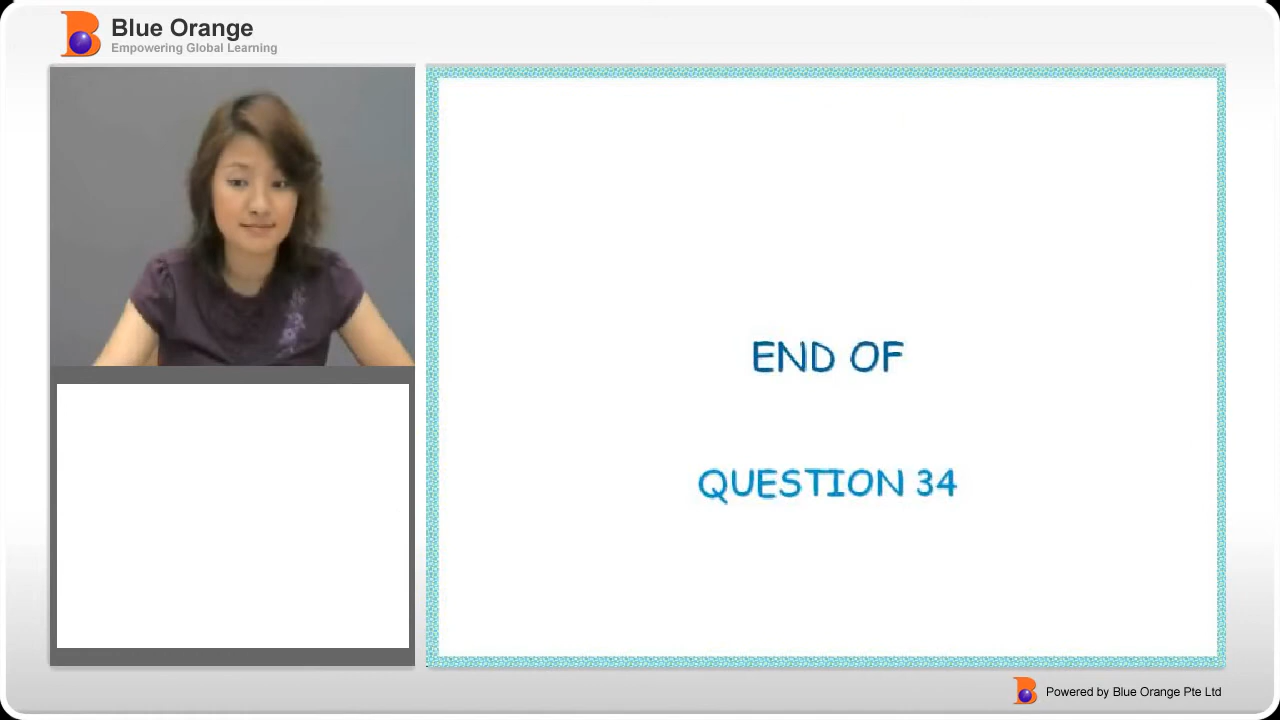 Blue Orange
Empowering Global Learning
END OF
QUESTION 34
Powered by Blue Orange Pte Ltd